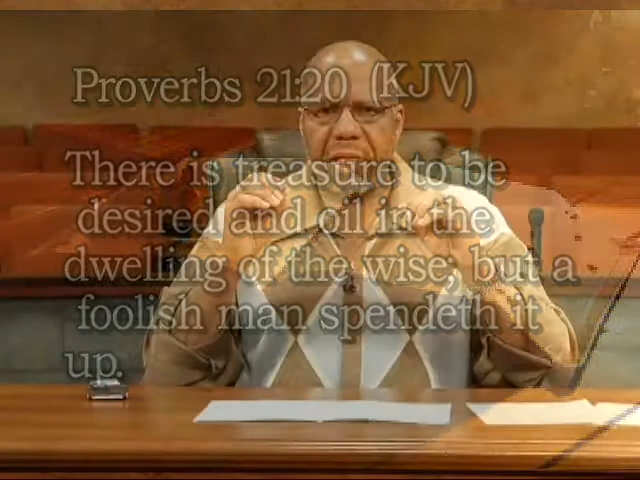 Proverbs 21:20 (KJV)
There is treasure to be
desired and oil in the
dwelling of the wise; but a
foolish man spendeth it
up.